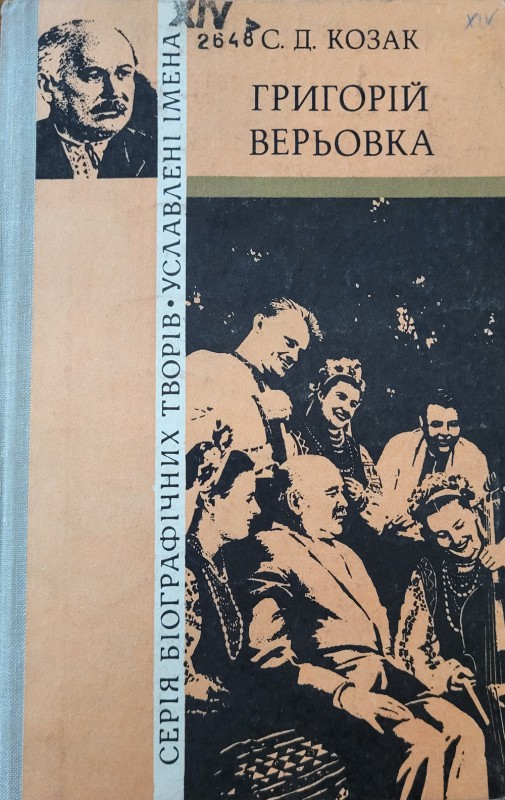 XIV
2648
XIV
С. Д. КОЗАК
ГРИГОРІЙ
ВЕРЬОВКА
СЕРІЯ БІОГРАФІЧНИХ ТВОРІВ · УСЛАВЛЕНІ ІМЕНА